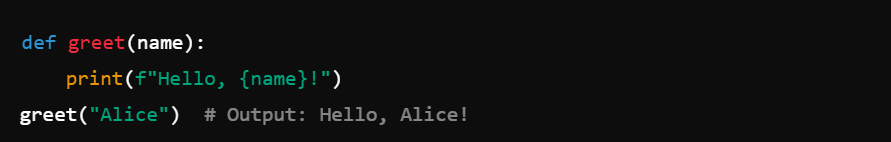 def greet(name):
    print(f"Hello, {name}!")
greet("Alice")  # Output: Hello, Alice!